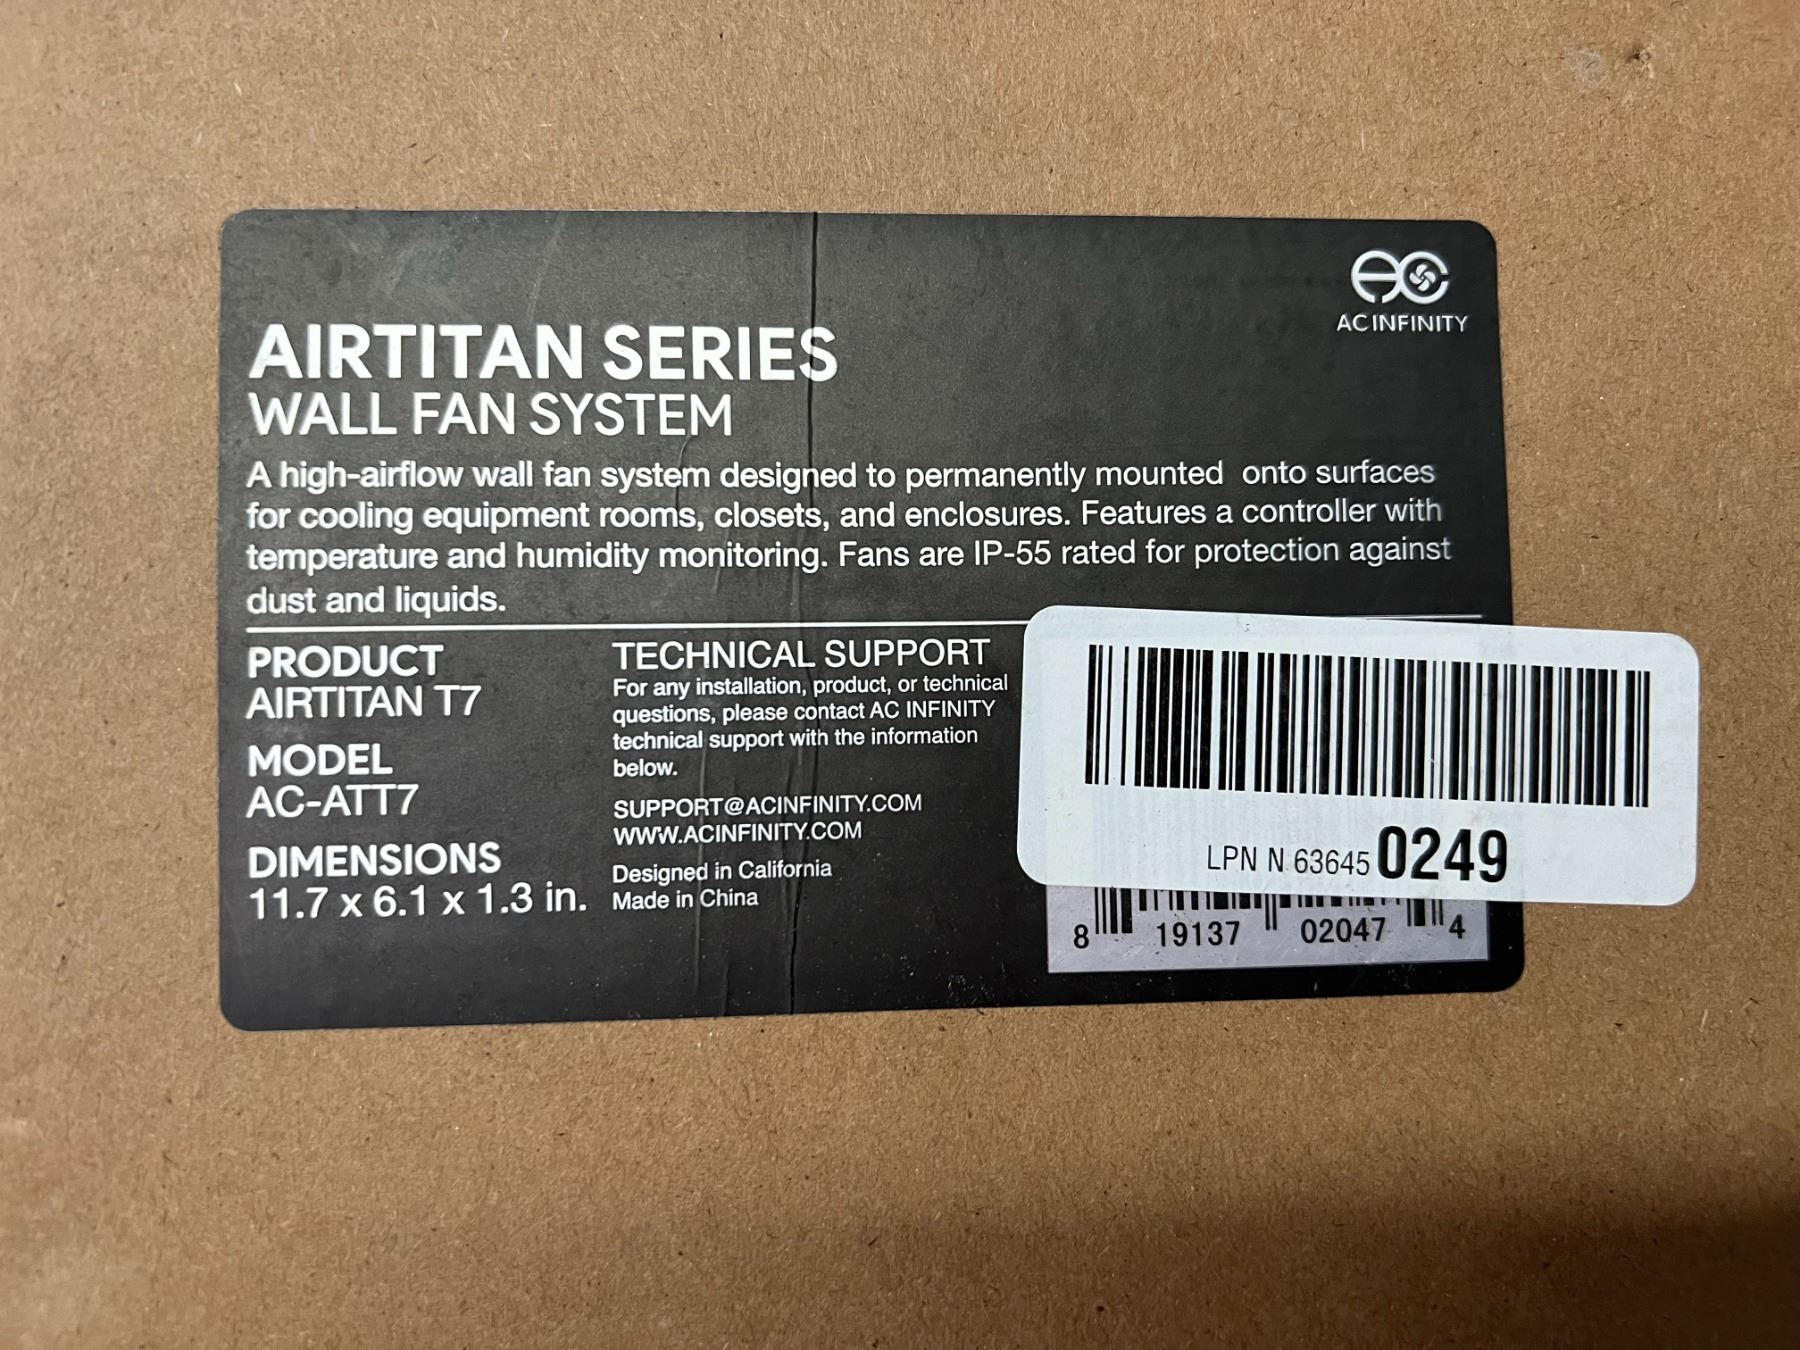 AC INFINITY
AIRTITAN SERIES
WALL FAN SYSTEM
A high-airflow wall fan system designed to permanently mounted onto surfaces
for cooling equipment rooms, closets, and enclosures. Features a controller with
temperature and humidity monitoring. Fans are IP-55 rated for protection against
dust and liquids.
PRODUCT
AIRTITAN T7
MODEL
AC-ATT7
DIMENSIONS
11.7 x 6.1 x 1.3 in.
TECHNICAL SUPPORT
For any installation, product, or technical
questions, please contact AC INFINITY
technical support with the information
below.
SUPPORT@ACINFINITY.COM
WWW.ACINFINITY.COM
Designed in California
Made in China
LPN N 63645 0249
8 19137 02047 4